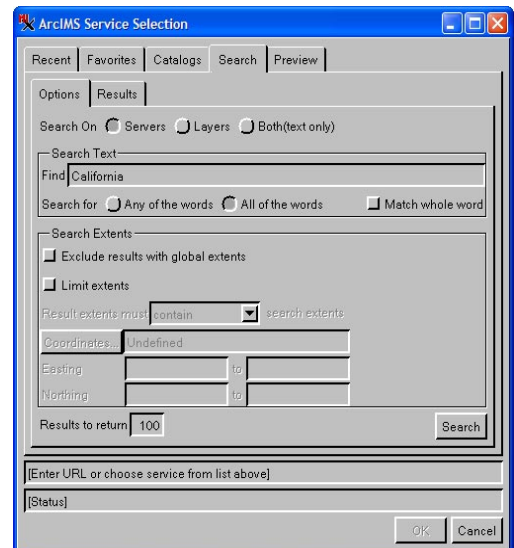 ArcIMS Service Selection
Recent Favorites Catalogs Search Preview
Options Results
Search On Servers Layers Both(text only)
Search Text
Find California
Search for Any of the words All of the words Match whole word
Search Extents
Exclude results with global extents
Limit extents
Result extents must contain search extents
Coordinates... Undefined
Easting to
Northing to
Results to return 100 Search
[Enter URL or choose service from list above]
[Status]
OK Cancel